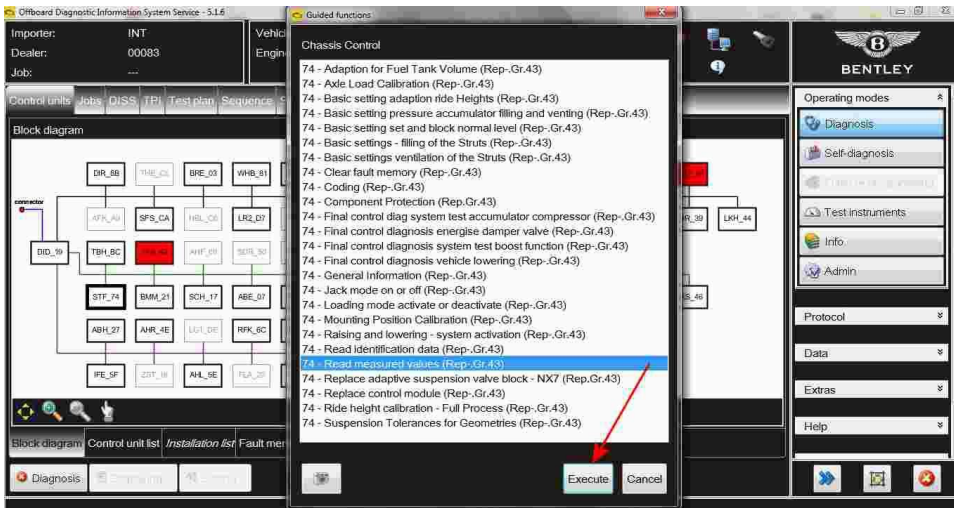 Offboard Diagnostic Information System Service - 5.1.6
Importer: INT
Dealer: 00083
Job: ---
Vehicl
Engin
BENTLEY
Control units Jobs DISS TPI Test plan Sequence
Block diagram
DIR_8B BRE_03 WHB_81
connector
SFS_CA LR2_D7 LKH_44
DID_19 TBH_BC
STF_74 BMM_21 SCH_17 ABE_07
ABH_27 AHR_4E RFK_6C
IFE_5F AHL_5E
Block diagram Control unit list Installation list Fault mer
Diagnosis
Guided functions
Chassis Control
74 - Adaption for Fuel Tank Volume (Rep-.Gr.43)
74 - Axle Load Calibration (Rep-.Gr.43)
74 - Basic setting adaption ride Heights (Rep-.Gr.43)
74 - Basic setting pressure accumulator filling and venting (Rep-.Gr.43)
74 - Basic setting set and block normal level (Rep-.Gr.43)
74 - Basic settings - filling of the Struts (Rep-.Gr.43)
74 - Basic settings ventilation of the Struts (Rep-.Gr.43)
74 - Clear fault memory (Rep-.Gr.43)
74 - Coding (Rep-.Gr.43)
74 - Component Protection (Rep.Gr.43)
74 - Final control diag system test accumulator compressor (Rep-.Gr.43)
74 - Final control diagnosis energise damper valve (Rep-.Gr.43)
74 - Final control diagnosis system test boost function (Rep-.Gr.43)
74 - Final control diagnosis vehicle lowering (Rep-.Gr.43)
74 - General Information (Rep-.Gr.43)
74 - Jack mode on or off (Rep-.Gr.43)
74 - Loading mode activate or deactivate (Rep-.Gr.43)
74 - Mounting Position Calibration (Rep-.Gr.43)
74 - Raising and lowering - system activation (Rep-.Gr.43)
74 - Read identification data (Rep-.Gr.43)
74 - Read measured values (Rep-.Gr.43)
74 - Replace adaptive suspension valve block - NX7 (Rep.Gr.43)
74 - Replace control module (Rep-.Gr.43)
74 - Ride height calibration - Full Process (Rep-.Gr.43)
74 - Suspension Tolerances for Geometries (Rep-.Gr.43)
Execute Cancel
Operating modes
Diagnosis
Self-diagnosis
Test instruments
Info
Admin
Protocol
Data
Extras
Help